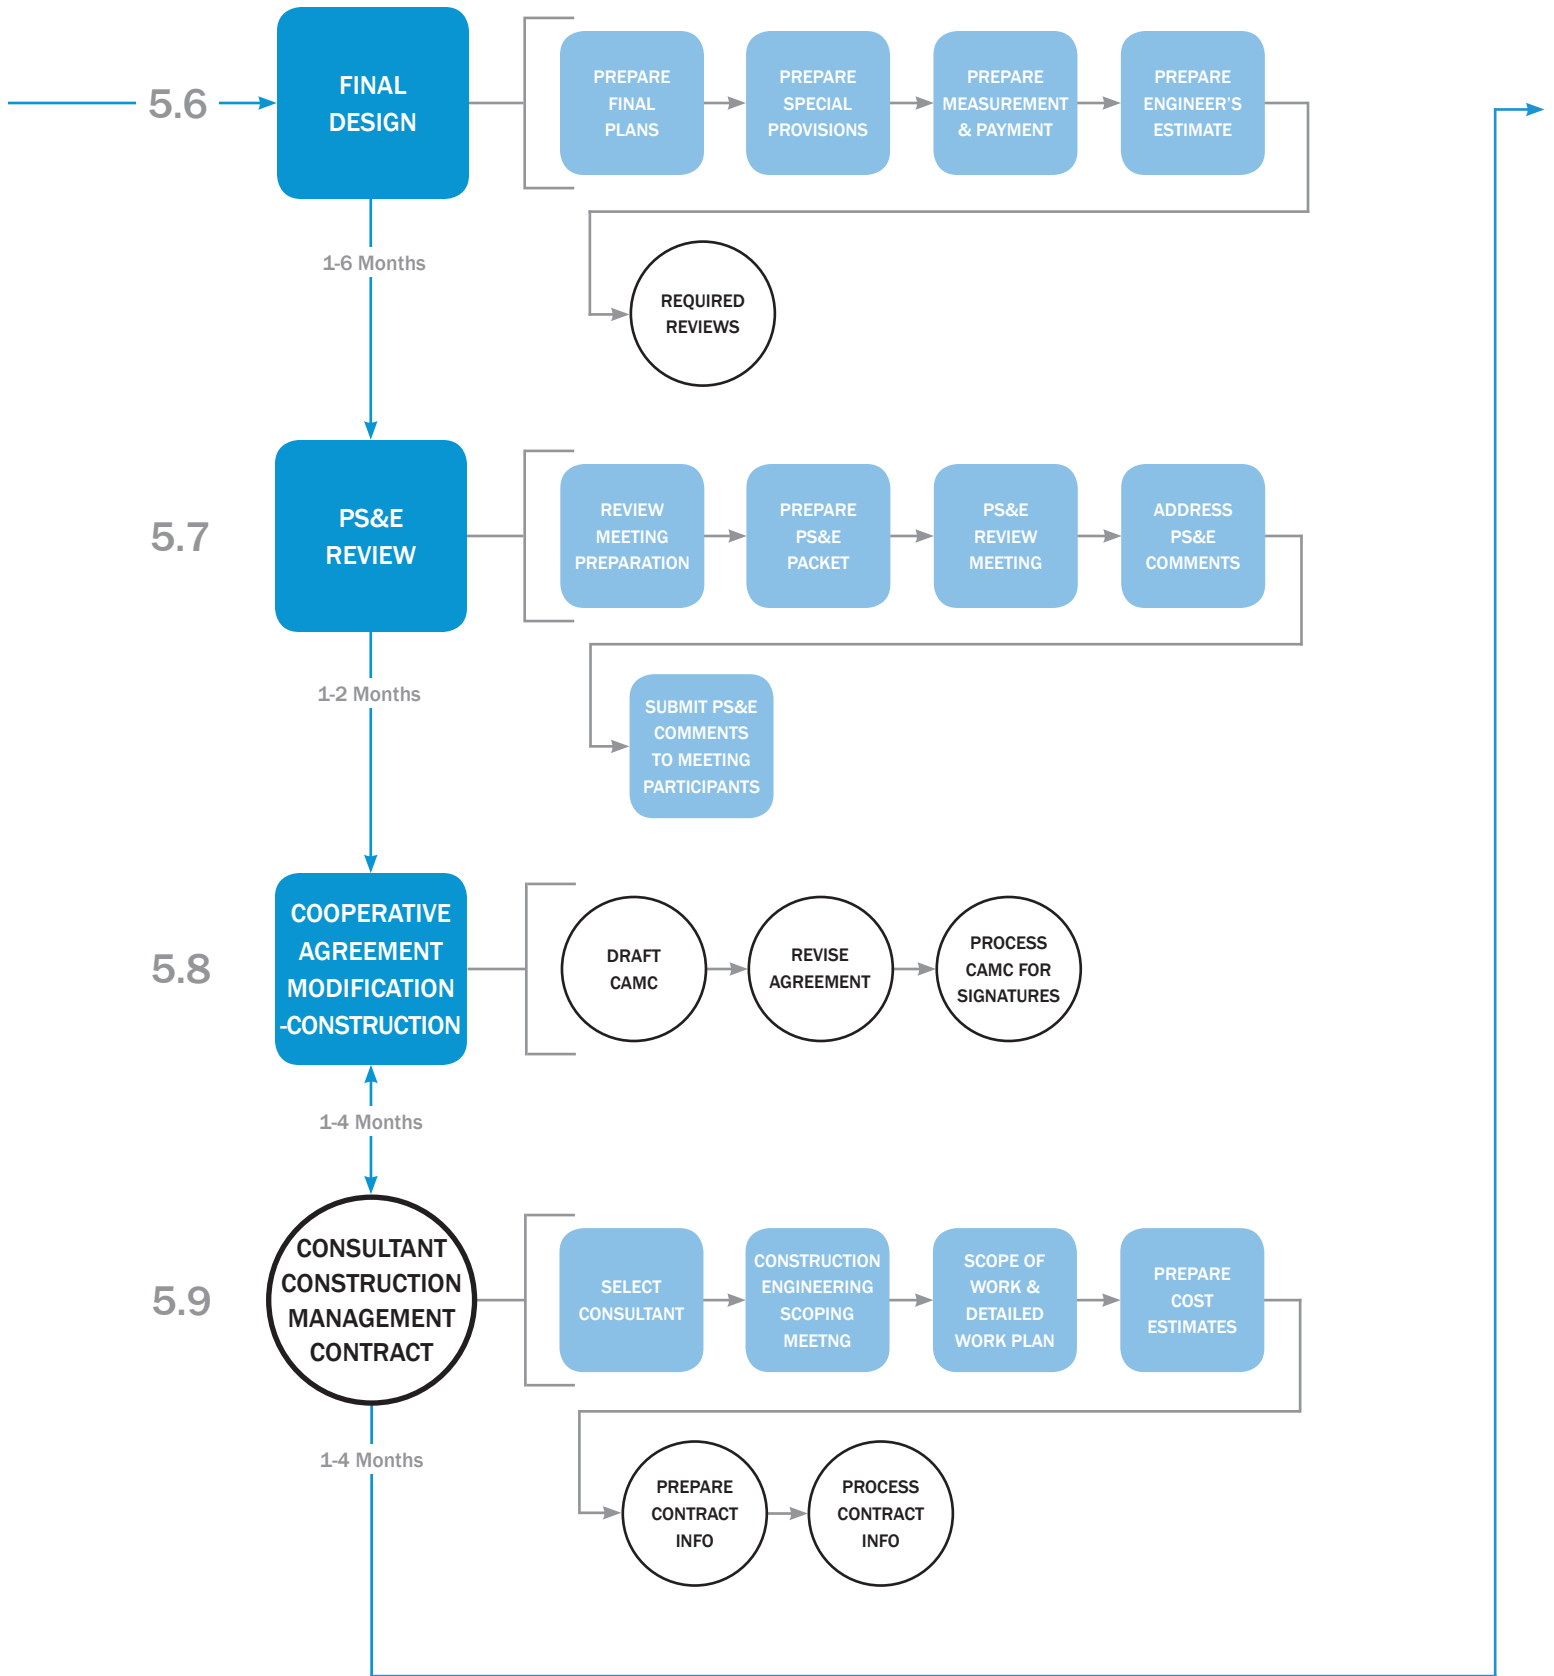 5.6
FINAL
DESIGN
PREPARE
FINAL
PLANS
PREPARE
SPECIAL
PROVISIONS
PREPARE
MEASUREMENT
& PAYMENT
PREPARE
ENGINEER'S
ESTIMATE
REQUIRED
REVIEWS
1-6 Months
5.7
PS&E
REVIEW
REVIEW
MEETING
PREPARATION
PREPARE
PS&E
PACKET
PS&E
REVIEW
MEETING
ADDRESS
PS&E
COMMENTS
SUBMIT PS&E
COMMENTS
TO MEETING
PARTICIPANTS
1-2 Months
5.8
COOPERATIVE
AGREEMENT
MODIFICATION
-CONSTRUCTION
DRAFT
CAMC
REVISE
AGREEMENT
PROCESS
CAMC FOR
SIGNATURES
1-4 Months
5.9
CONSULTANT
CONSTRUCTION
MANAGEMENT
CONTRACT
SELECT
CONSULTANT
CONSTRUCTION
ENGINEERING
SCOPING
MEETNG
SCOPE OF
WORK &
DETAILED
WORK PLAN
PREPARE
COST
ESTIMATES
PREPARE
CONTRACT
INFO
PROCESS
CONTRACT
INFO
1-4 Months